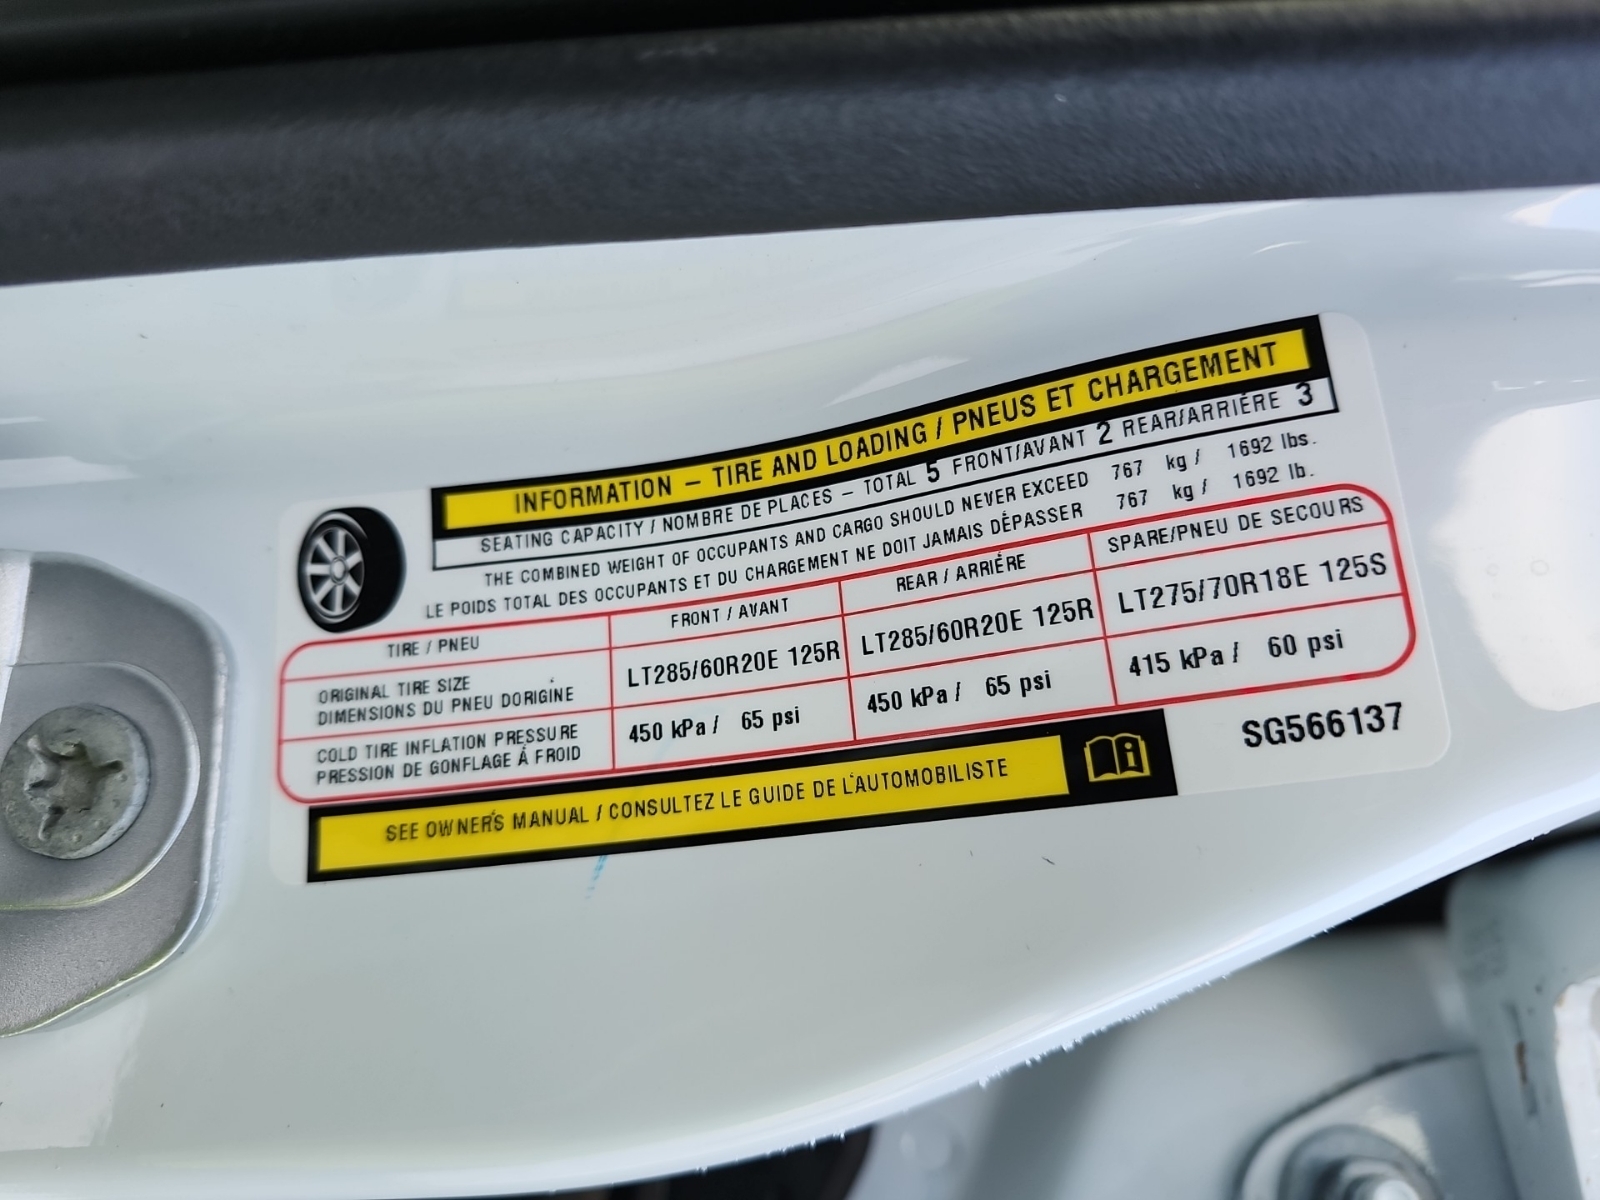 INFORMATION – TIRE AND LOADING / PNEUS ET CHARGEMENT
SEATING CAPACITY / NOMBRE DE PLACES – TOTAL 5 FRONT/AVANT 2 REAR/ARRIÈRE 3
THE COMBINED WEIGHT OF OCCUPANTS AND CARGO SHOULD NEVER EXCEED 767 kg / 1692 lbs.
LE POIDS TOTAL DES OCCUPANTS ET DU CHARGEMENT NE DOIT JAMAIS DÉPASSER 767 kg / 1692 lb.
TIRE / PNEU FRONT / AVANT REAR / ARRIÈRE SPARE/PNEU DE SECOURS
ORIGINAL TIRE SIZE
DIMENSIONS DU PNEU D'ORIGINE
LT285/60R20E 125R LT285/60R20E 125R LT275/70R18E 125S
COLD TIRE INFLATION PRESSURE
PRESSION DE GONFLAGE À FROID
450 kPa / 65 psi 450 kPa / 65 psi 415 kPa / 60 psi
SEE OWNER'S MANUAL / CONSULTEZ LE GUIDE DE L'AUTOMOBILISTE
SG566137